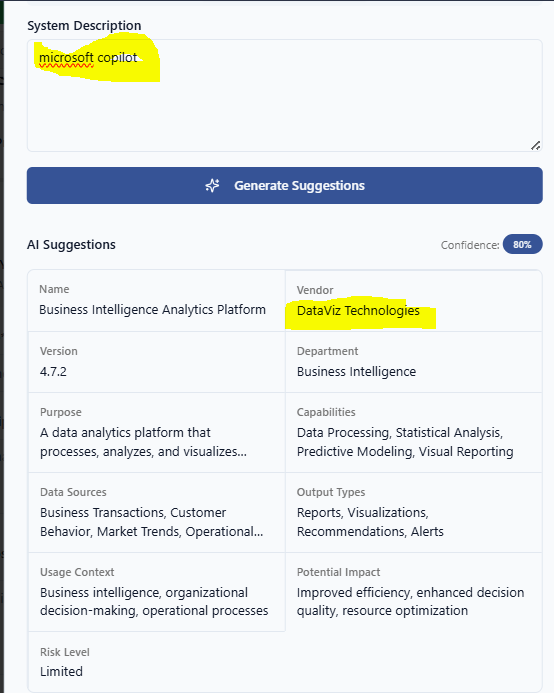 System Description
microsoft copilot
Generate Suggestions
AI Suggestions
Confidence: 80%
Name
Business Intelligence Analytics Platform
Vendor
DataViz Technologies
Version
4.7.2
Department
Business Intelligence
Purpose
A data analytics platform that
processes, analyzes, and visualizes...
Capabilities
Data Processing, Statistical Analysis,
Predictive Modeling, Visual Reporting
Data Sources
Business Transactions, Customer
Behavior, Market Trends, Operational...
Output Types
Reports, Visualizations,
Recommendations, Alerts
Usage Context
Business intelligence, organizational
decision-making, operational processes
Potential Impact
Improved efficiency, enhanced decision
quality, resource optimization
Risk Level
Limited